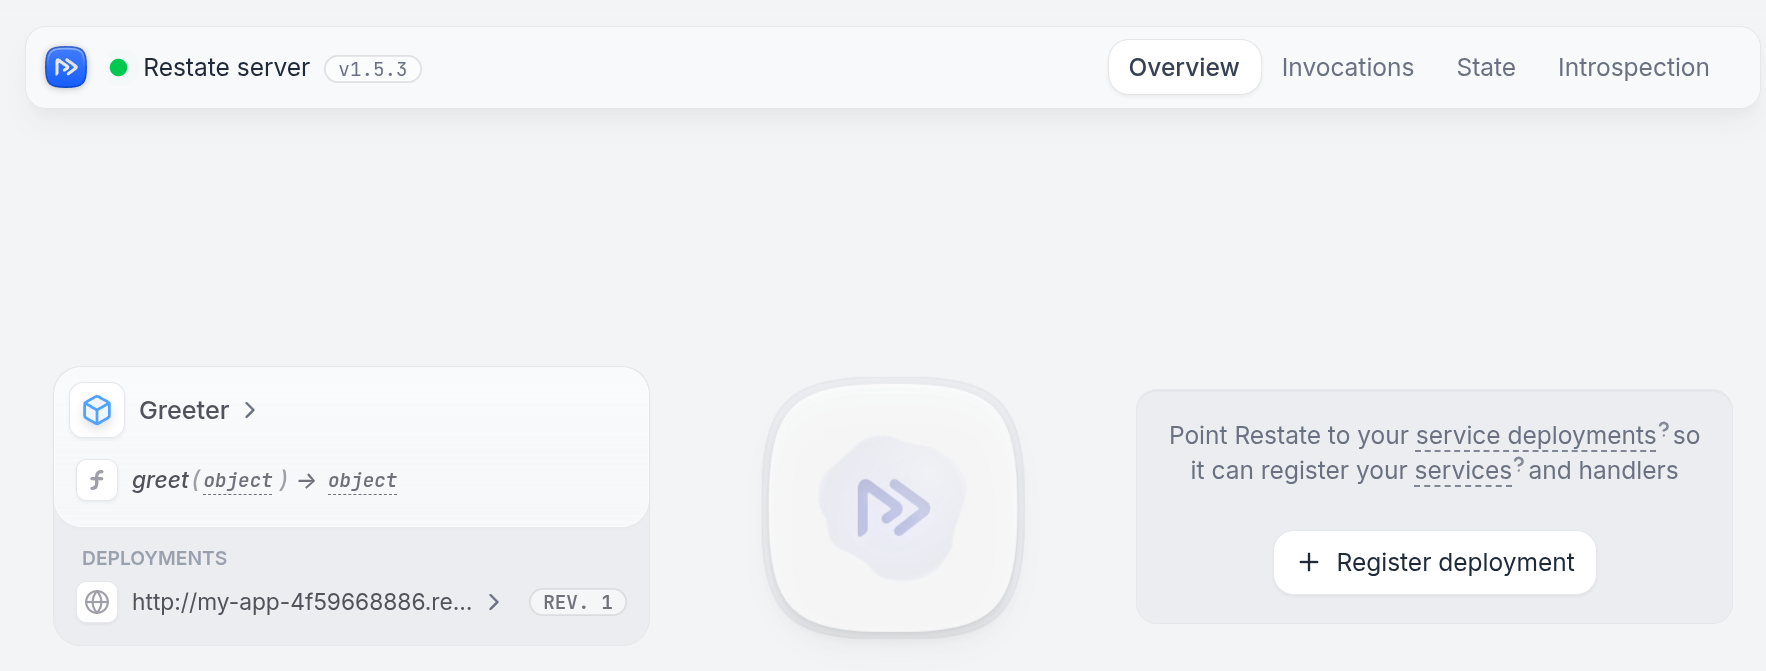 Restate server v1.5.3 Overview Invocations State Introspection
Greeter
greet(object) → object
DEPLOYMENTS
http://my-app-4f59668886.re... REV. 1
Point Restate to your service deployments? so
it can register your services? and handlers
+ Register deployment